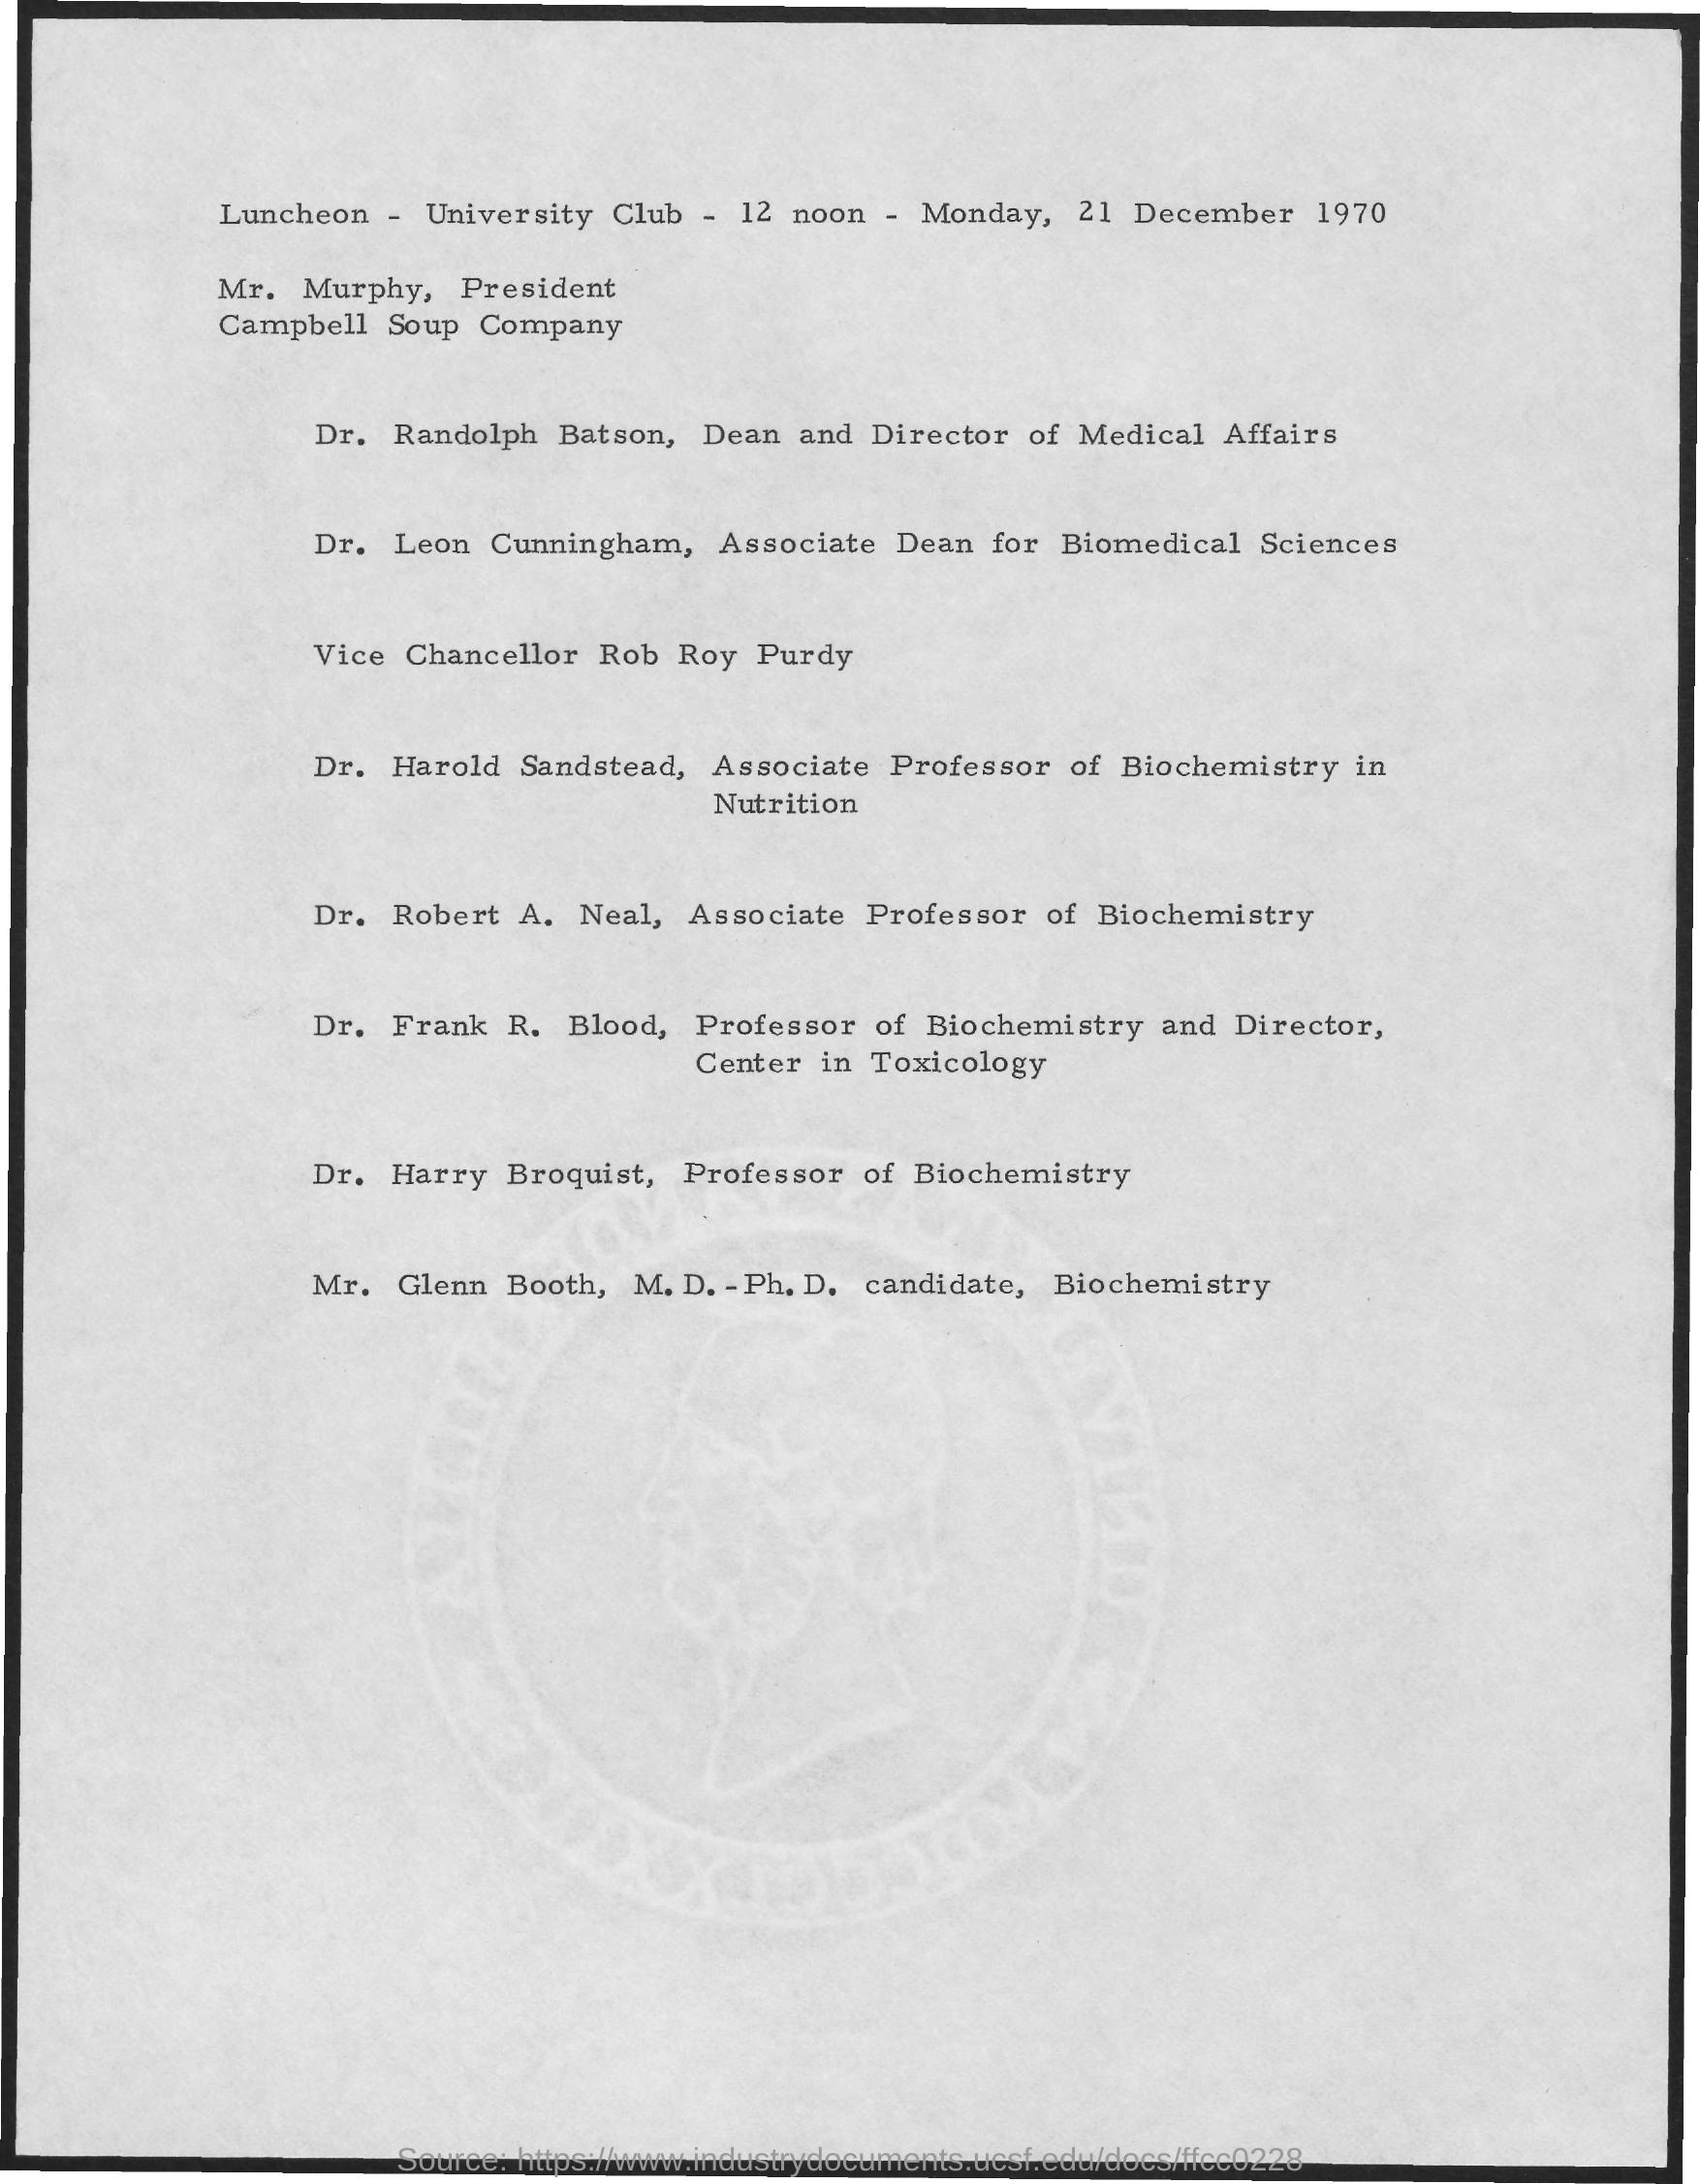 Luncheon - University Club - 12 noon - Monday, 21 December 1970
Mr. Murphy, President
Campbell Soup Company
Dr. Randolph Batson, Dean and Director of Medical Affairs
Dr. Leon Cunningham, Associate Dean for Biomedical Sciences
Vice Chancellor Rob Roy Purdy
Dr. Harold Sandstead, Associate Professor of Biochemistry in
Nutrition
Dr. Robert A. Neal, Associate Professor of Biochemistry
Dr. Frank R. Blood, Professor of Biochemistry and Director,
Center in Toxicology
Dr. Harry Broquist, Professor of Biochemistry
Mr. Glenn Booth, M. D. - Ph. D. candidate, Biochemistry
Source: https://www.industrydocuments.ucsf.edu/docs/ffcc0228